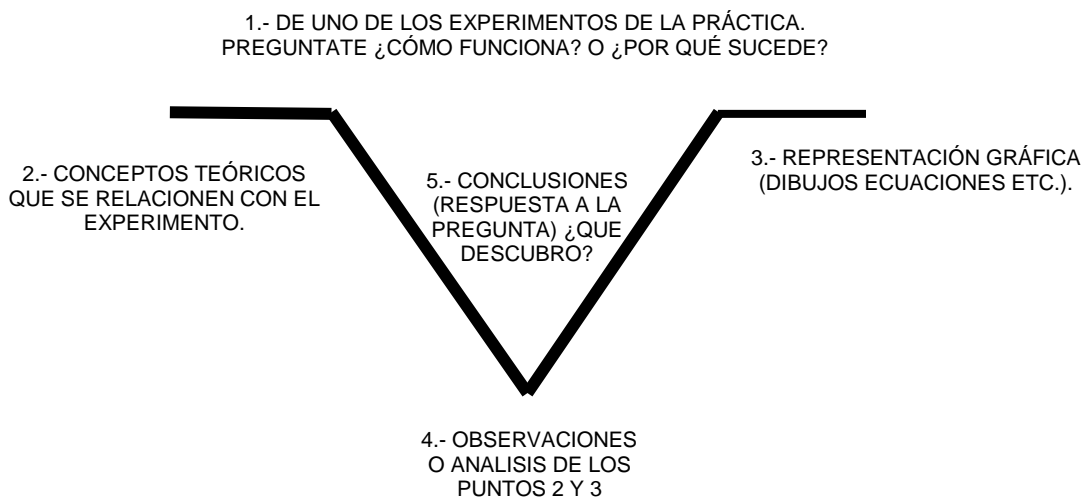 1.- DE UNO DE LOS EXPERIMENTOS DE LA PRÁCTICA.
PREGUNTATE ¿CÓMO FUNCIONA? O ¿POR QUÉ SUCEDE?
2.- CONCEPTOS TEÓRICOS
QUE SE RELACIONEN CON EL
EXPERIMENTO.
5.- CONCLUSIONES
(RESPUESTA A LA
PREGUNTA) ¿QUE
DESCUBRO?
3.- REPRESENTACIÓN GRÁFICA
(DIBUJOS ECUACIONES ETC.).
4.- OBSERVACIONES
O ANALISIS DE LOS
PUNTOS 2 Y 3